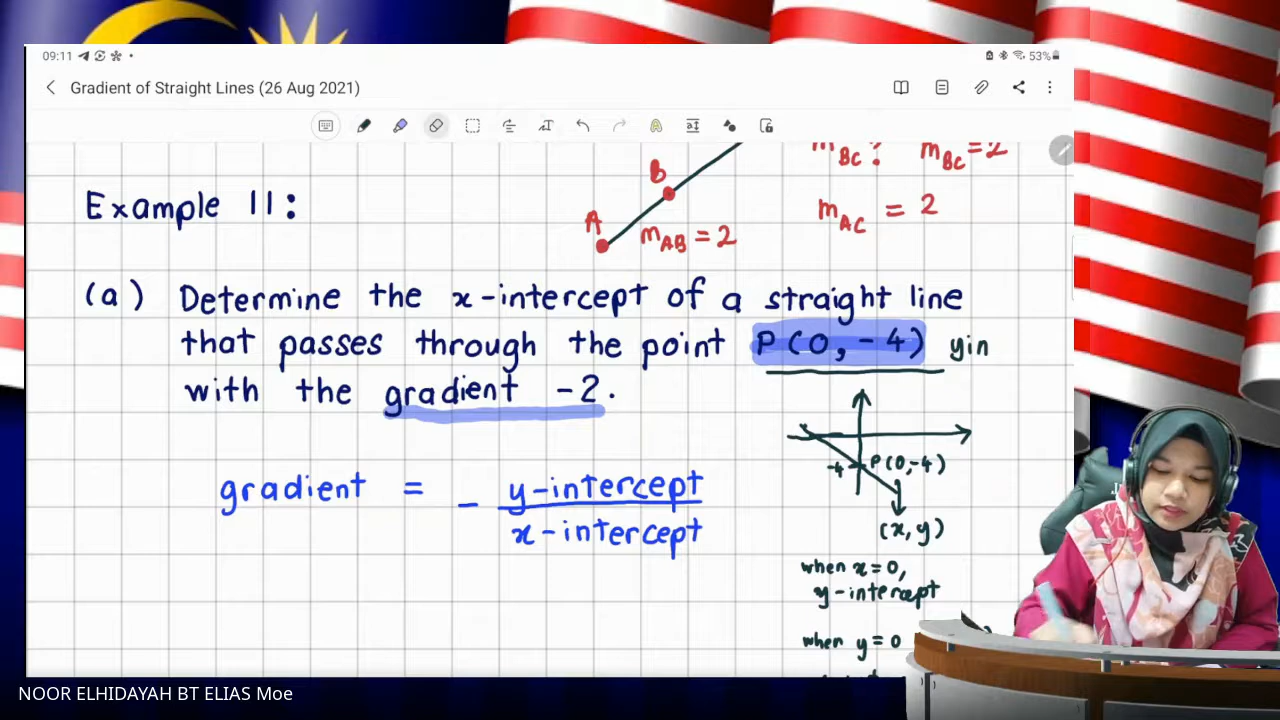 09:11
53%
Gradient of Straight Lines (26 Aug 2021)
m_BC ? m_BC = 2
B
Example 11:
m_AC = 2
A
m_AB = 2
(a) Determine the x-intercept of a straight line
that passes through the point P(0, -4) yin
with the gradient -2.
-4 P(0,-4)
gradient = - y-intercept
x-intercept
(x, y)
when x = 0,
y-intercept
when y = 0
NOOR ELHIDAYAH BT ELIAS Moe